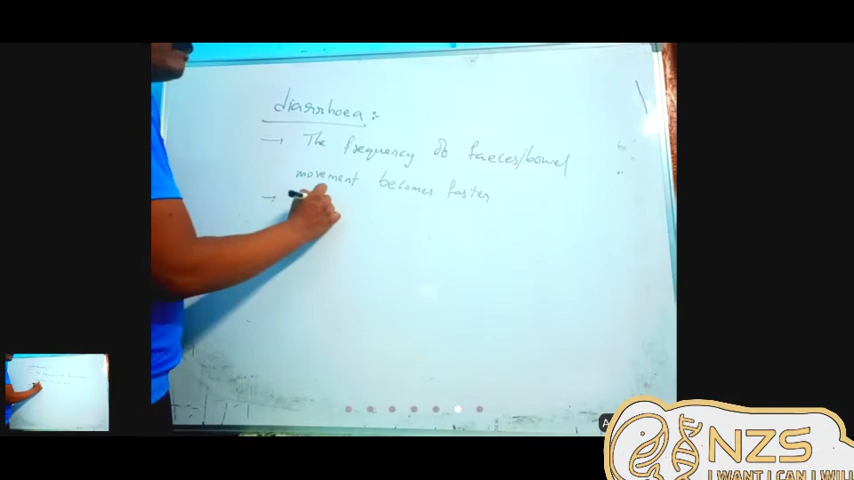 diarrhoea :-
→ The frequency of faeces/bowel
movement becomes faster
→
NZS
I WANT I CAN I WILL